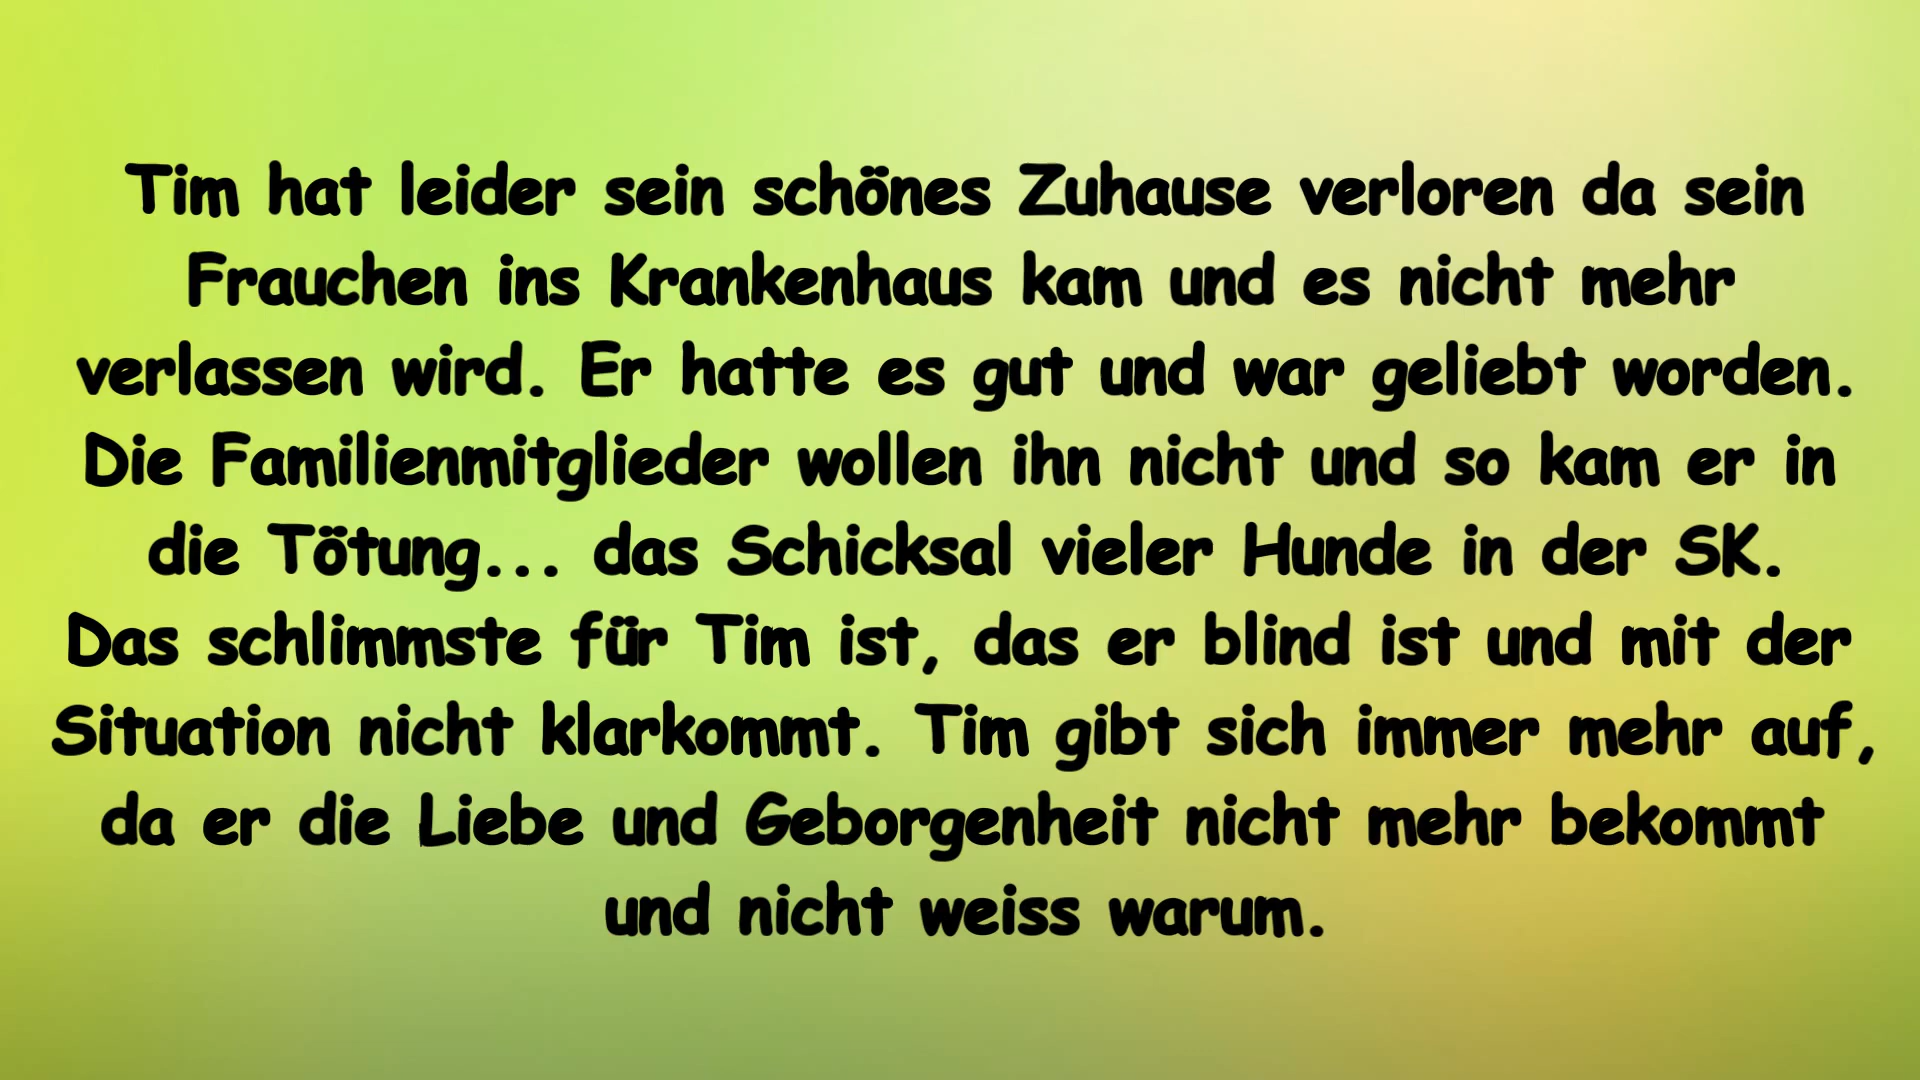 Tim hat leider sein schönes Zuhause verloren da sein
Frauchen ins Krankenhaus kam und es nicht mehr
verlassen wird. Er hatte es gut und war geliebt worden.
Die Familienmitglieder wollen ihn nicht und so kam er in
die Tötung... das Schicksal vieler Hunde in der SK.
Das schlimmste für Tim ist, das er blind ist und mit der
Situation nicht klarkommt. Tim gibt sich immer mehr auf,
da er die Liebe und Geborgenheit nicht mehr bekommt
und nicht weiss warum.